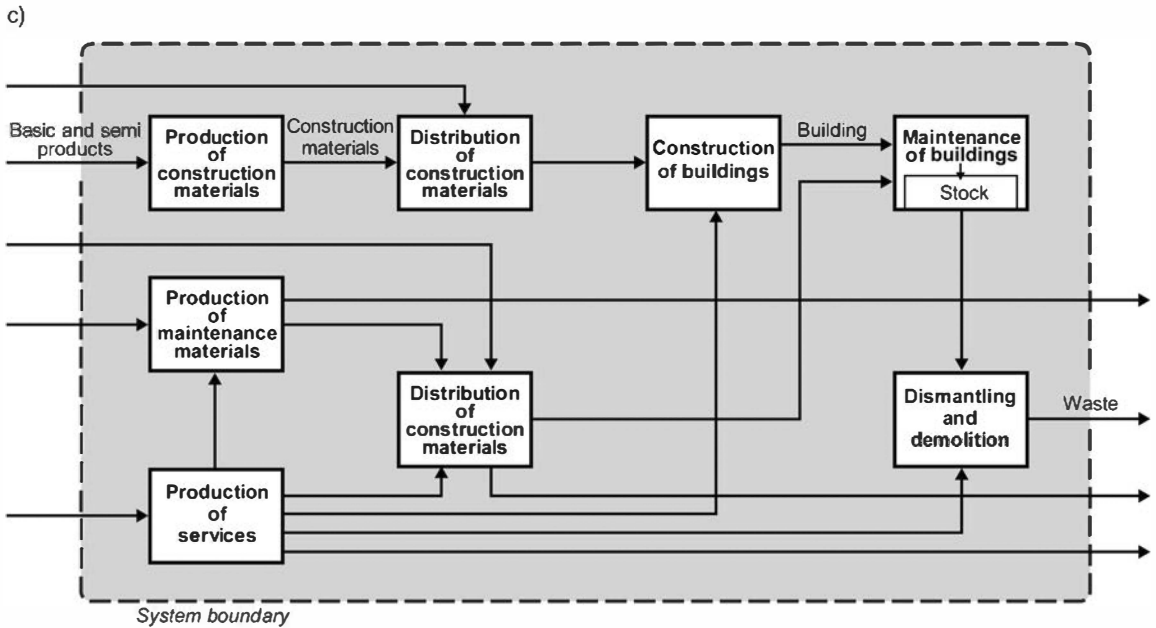 c)
Basic and semi
products
Production
of
construction
materials
Construction
materials
Distribution
of
construction
materials
Construction
of buildings
Building
Maintenance
of buildings
Stock
Production
of
maintenance
materials
Distribution
of
construction
materials
Dismantling
and
demolition
Waste
Production
of
services
System boundary